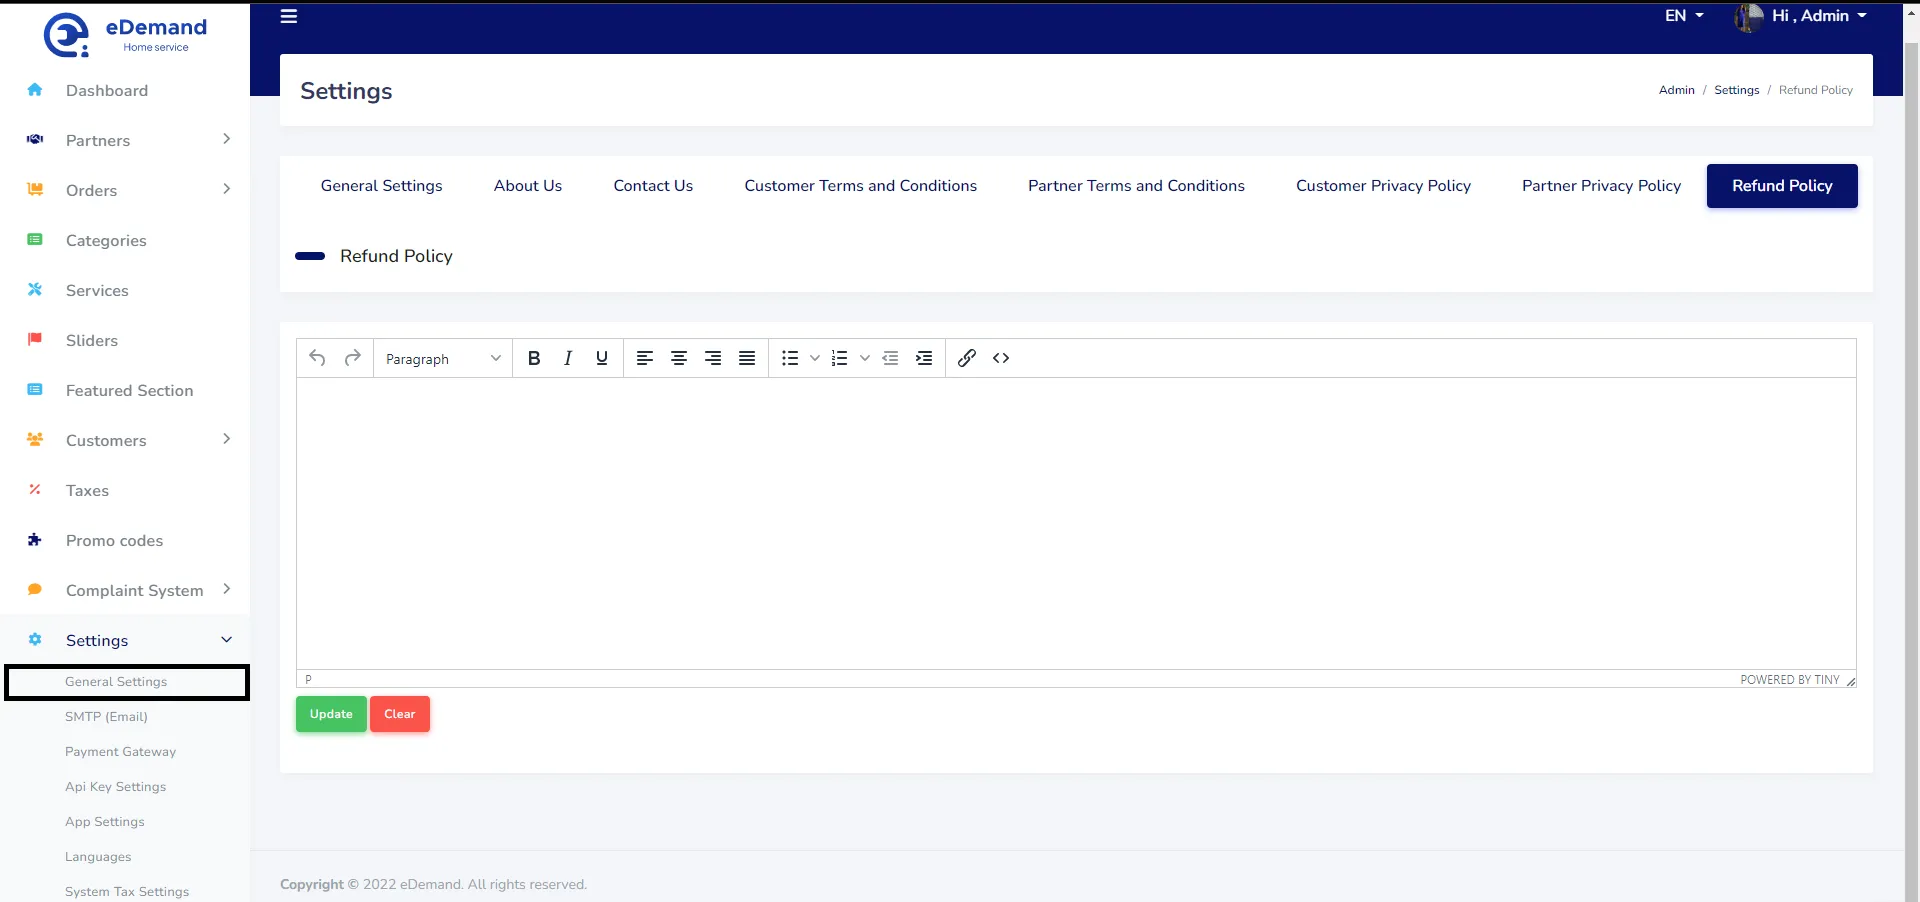 eDemand
Home service
EN
Hi , Admin
Dashboard
Partners
Orders
Categories
Services
Sliders
Featured Section
Customers
Taxes
Promo codes
Complaint System
Settings
General Settings
SMTP (Email)
Payment Gateway
Api Key Settings
App Settings
Languages
System Tax Settings
Settings
Admin / Settings / Refund Policy
General Settings About Us Contact Us Customer Terms and Conditions Partner Terms and Conditions Customer Privacy Policy Partner Privacy Policy Refund Policy
Refund Policy
Paragraph B I U
P POWERED BY TINY
Update Clear
Copyright © 2022 eDemand. All rights reserved.